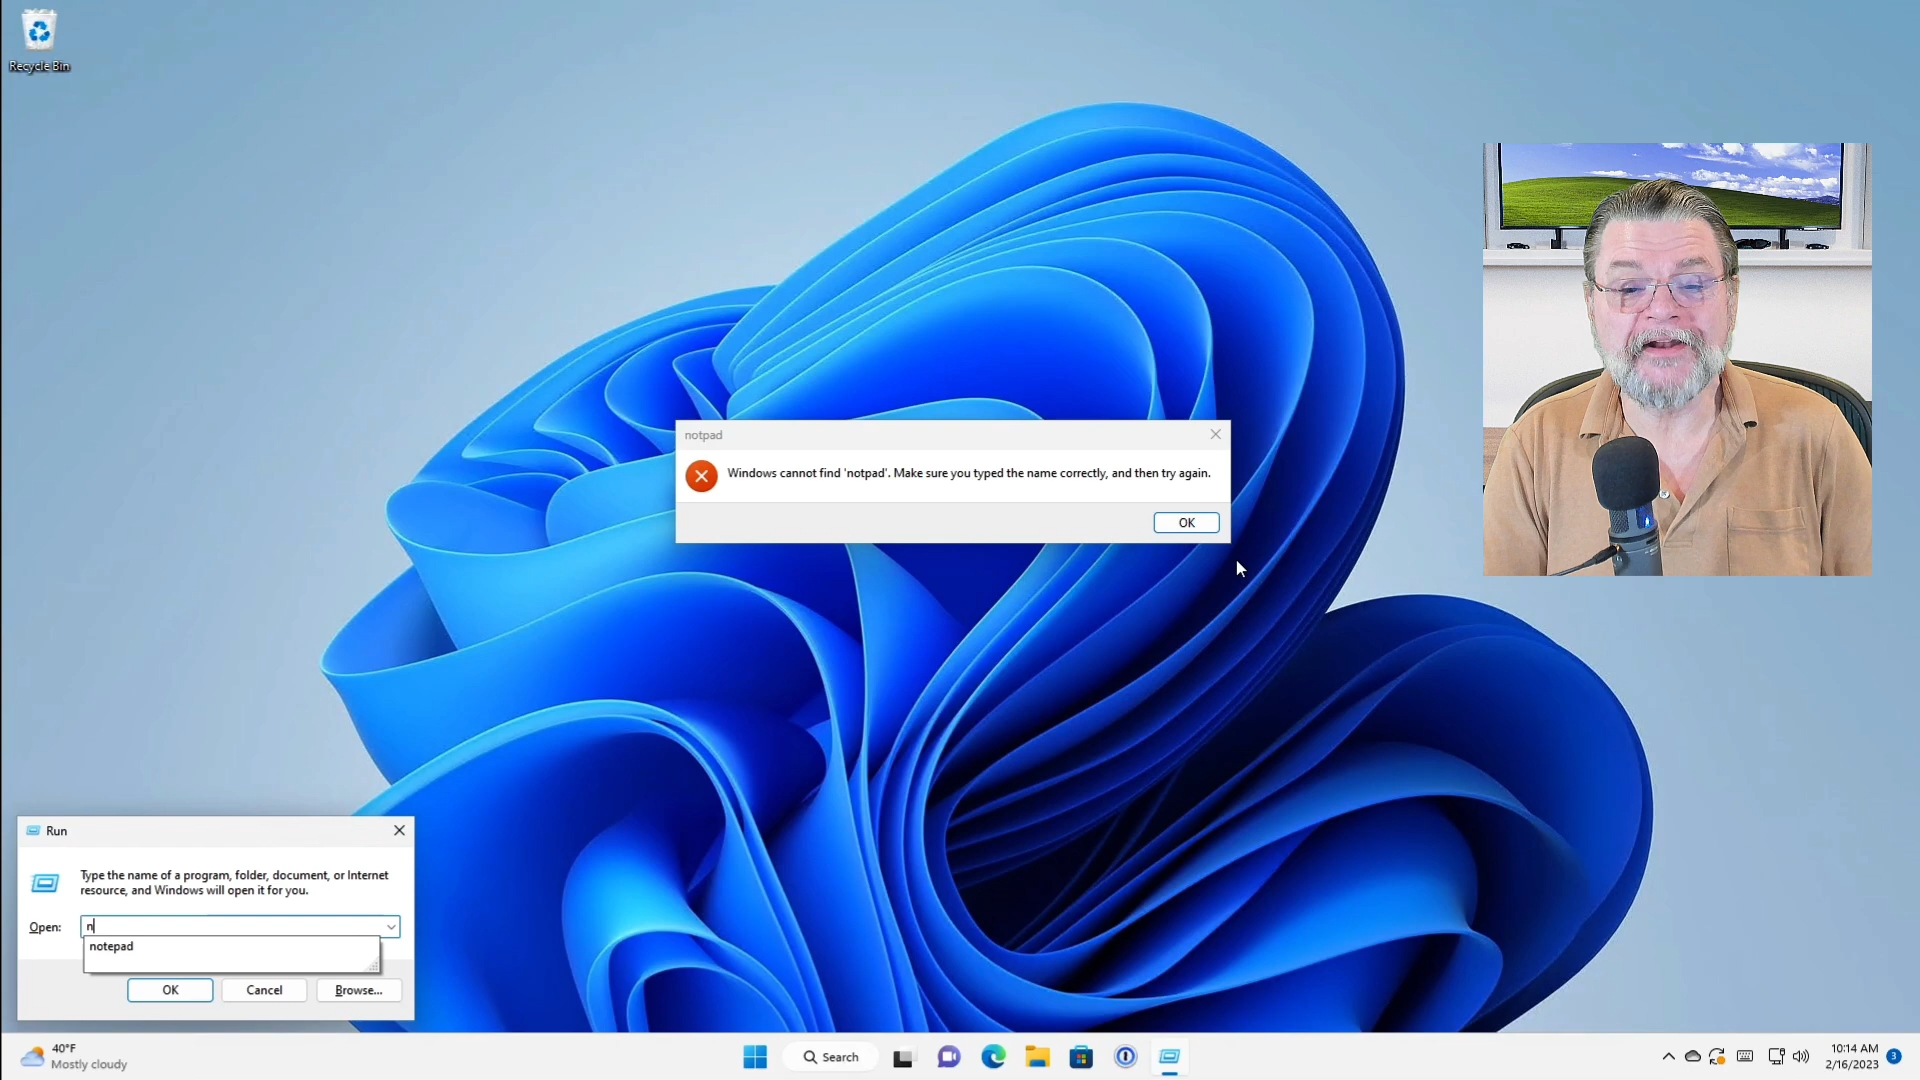 Recycle Bin
notpad
Windows cannot find 'notpad'. Make sure you typed the name correctly, and then try again.
OK
Run
Type the name of a program, folder, document, or Internet
resource, and Windows will open it for you.
Open: n
notepad
OK Cancel Browse...
40°F
Mostly cloudy
Search
10:14 AM
2/16/2023
3